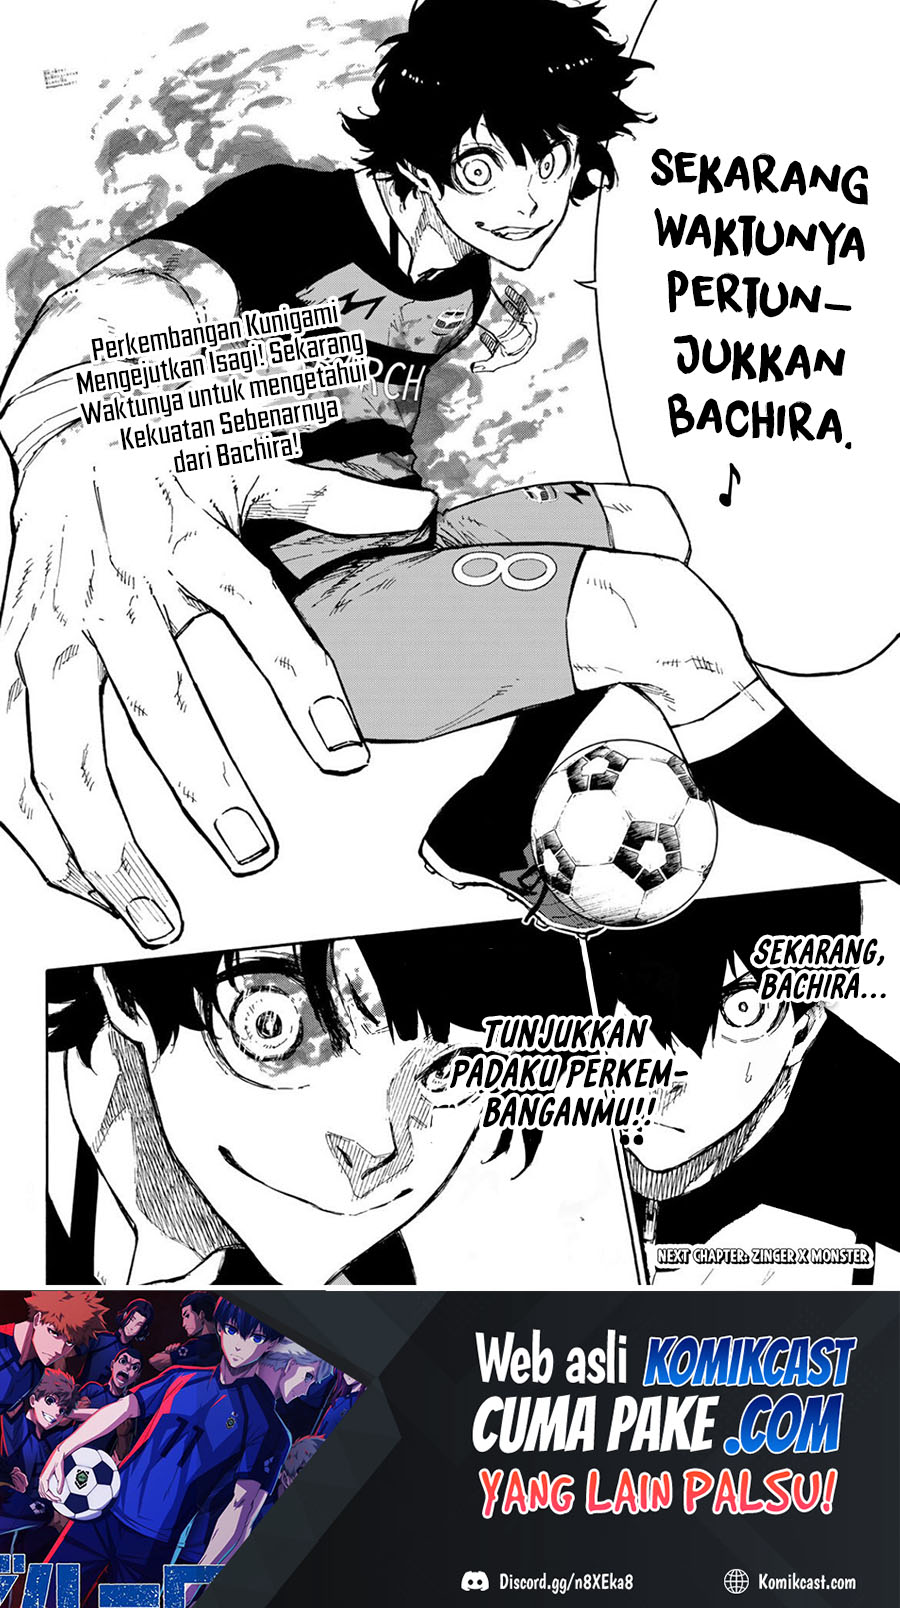 SEKARANG
WAKTUNYA
PERTUN-
JUKKAN
BACHIRA.
Perkembangan Kunigami
Mengejutkan Isagi! Sekarang
Waktunya untuk mengetahui
Kekuatan Sebenarnya
dari Bachira!
8
SEKARANG,
BACHIRA...
TUNJUKKAN
PADAKU PERKEM-
BANGANMU!!
NEXT CHAPTER: ZINGER X MONSTER
Web asli KOMIKCAST
CUMA PAKE .COM
YANG LAIN PALSU!
Discord.gg/n8XEka8
Komikcast.com